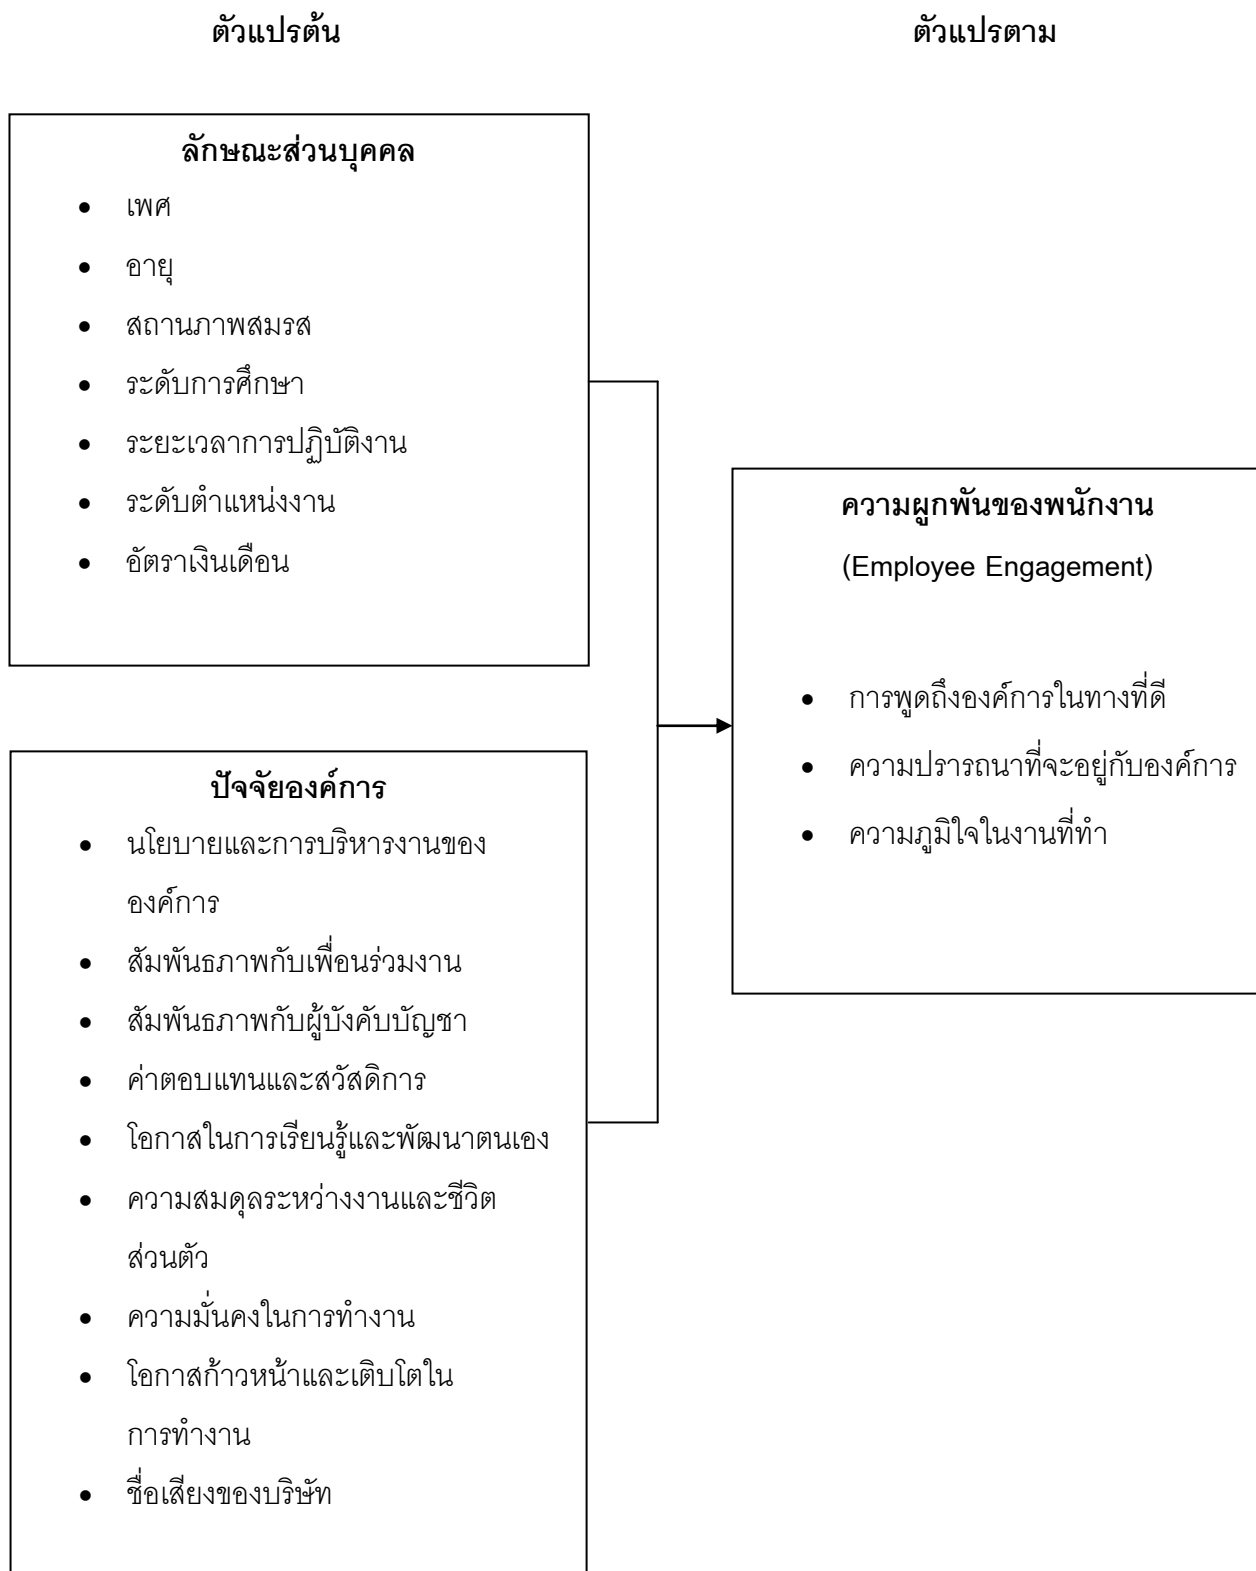 ตัวแปรต้น
ตัวแปรตาม
ลักษณะส่วนบุคคล
• เพศ
• อายุ
• สถานภาพสมรส
• ระดับการศึกษา
• ระยะเวลาการปฏิบัติงาน
• ระดับตำแหน่งงาน
• อัตราเงินเดือน
ปัจจัยองค์การ
• นโยบายและการบริหารงานของ
องค์การ
• สัมพันธภาพกับเพื่อนร่วมงาน
• สัมพันธภาพกับผู้บังคับบัญชา
• ค่าตอบแทนและสวัสดิการ
• โอกาสในการเรียนรู้และพัฒนาตนเอง
• ความสมดุลระหว่างงานและชีวิต
ส่วนตัว
• ความมั่นคงในการทำงาน
• โอกาสก้าวหน้าและเติบโตใน
การทำงาน
• ชื่อเสียงของบริษัท
ความผูกพันของพนักงาน
(Employee Engagement)
• การพูดถึงองค์การในทางที่ดี
• ความปรารถนาที่จะอยู่กับองค์การ
• ความภูมิใจในงานที่ทำ